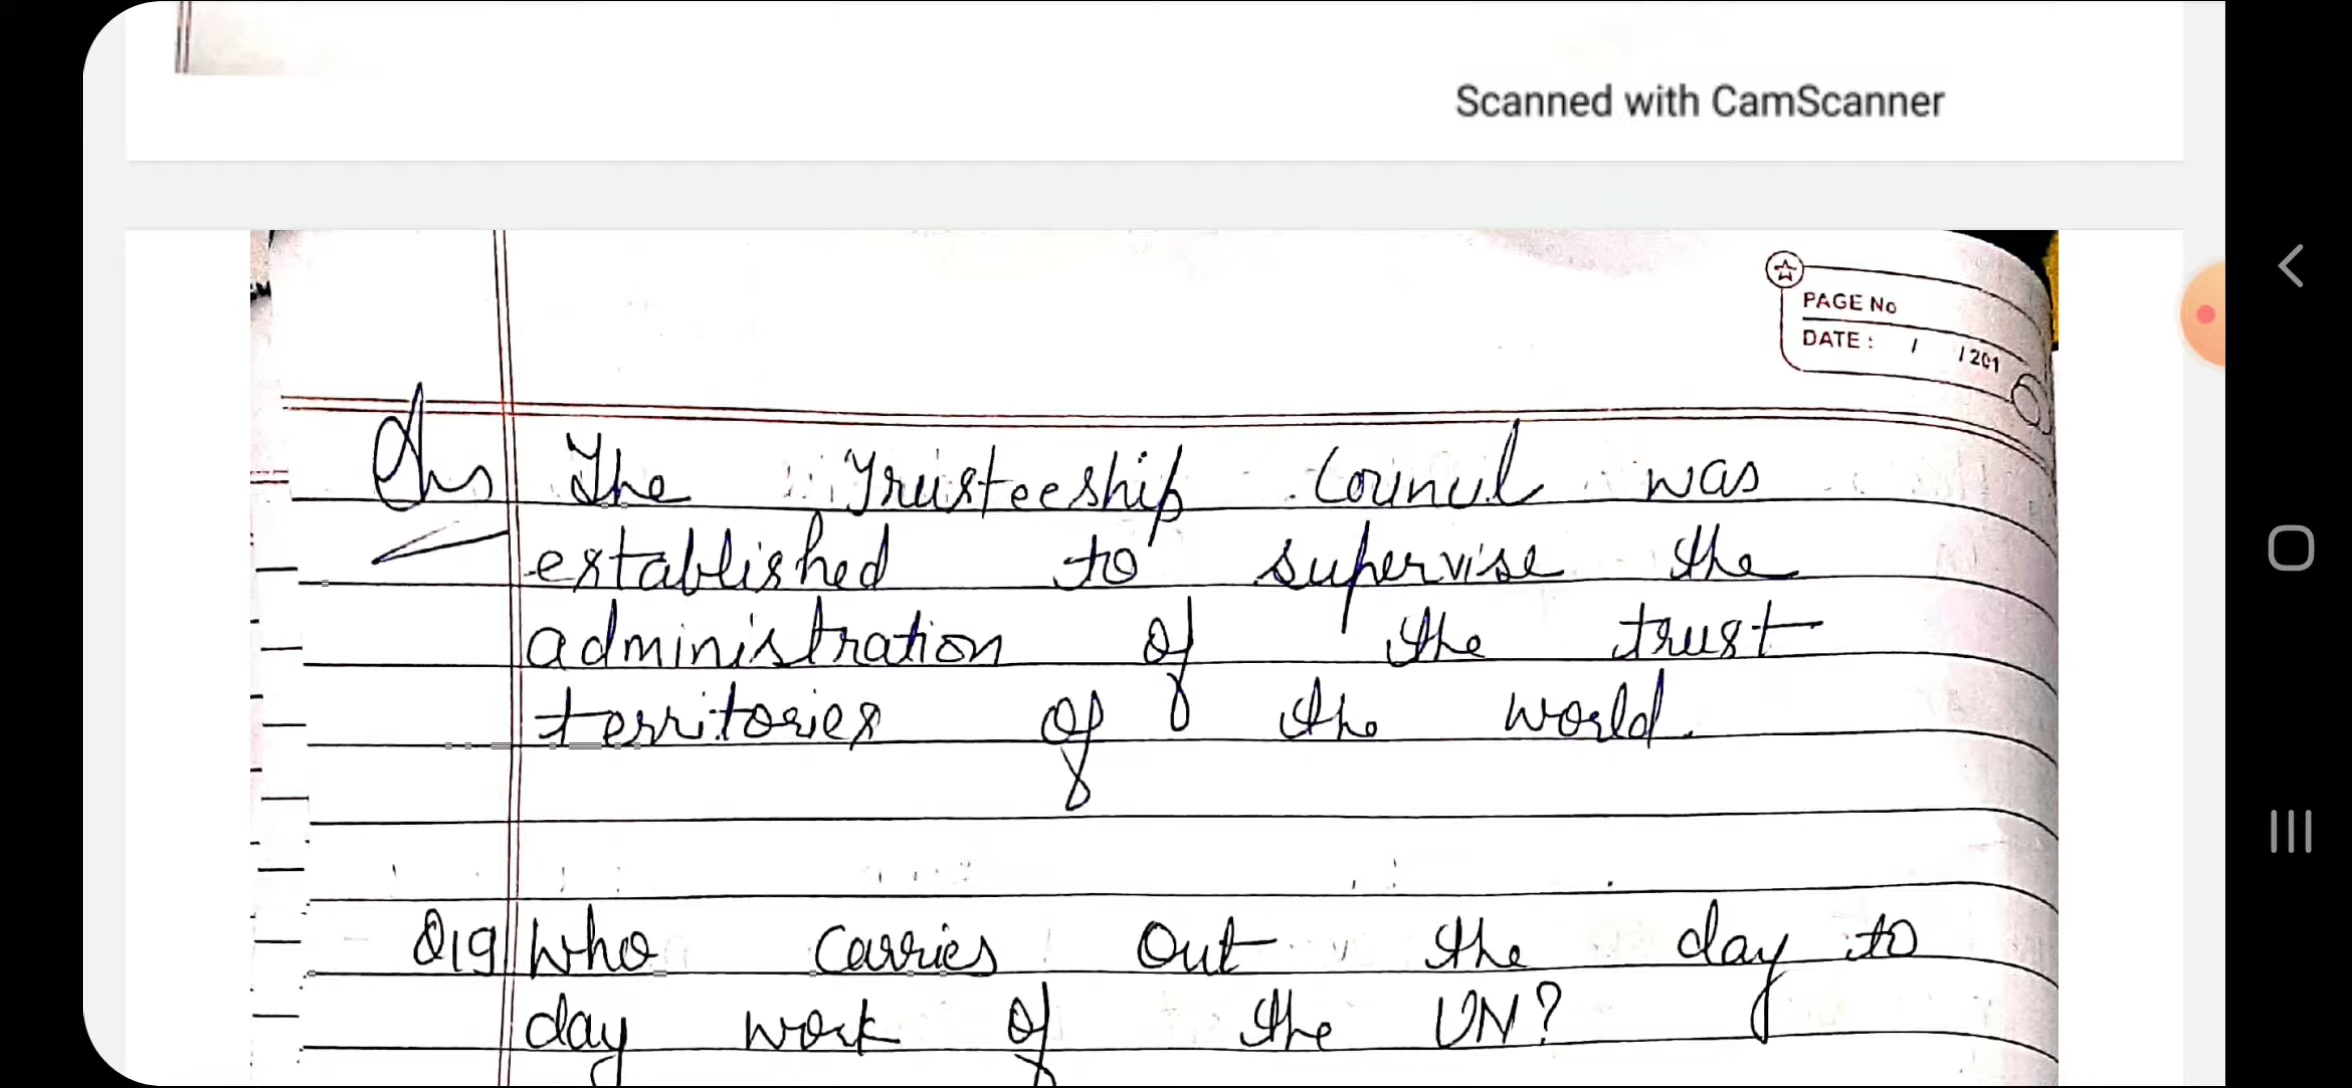 Scanned with CamScanner
PAGE No
DATE : / /201
Ans The Trusteeship Council was
established to supervise the
administration of the trust
territories of the world.
Q19 Who carries out the day to
day work of the UN?